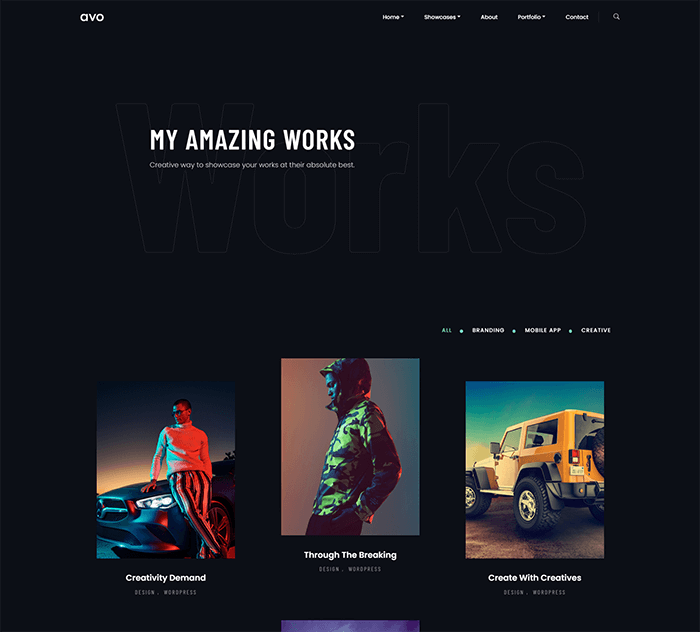 avo
Home
Showcases
About
Portfolio
Contact
Works
MY AMAZING WORKS
Creative way to showcase your works at their absolute best.
ALL
BRANDING
MOBILE APP
CREATIVE
Creativity Demand
DESIGN , WORDPRESS
Through The Breaking
DESIGN , WORDPRESS
Create With Creatives
DESIGN , WORDPRESS